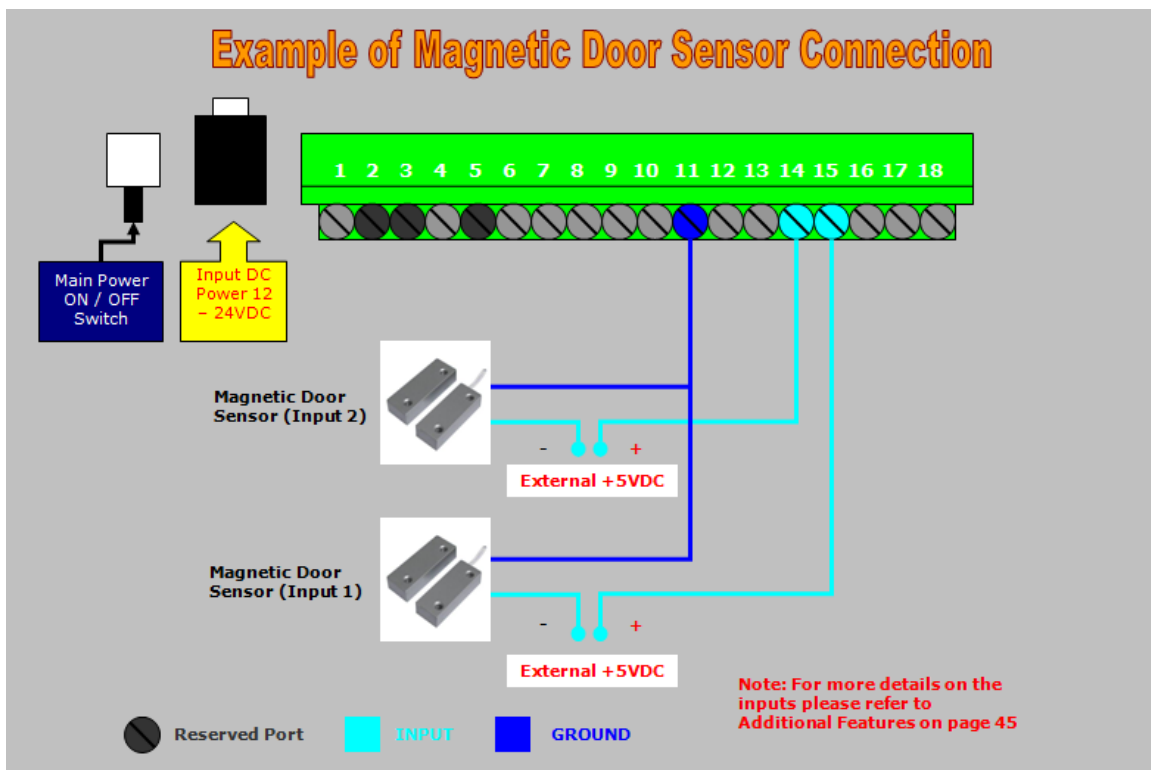 Example of Magnetic Door Sensor Connection
1 2 3 4 5 6 7 8 9 10 11 12 13 14 15 16 17 18
Main Power
ON / OFF
Switch
Input DC
Power 12
– 24VDC
Magnetic Door
Sensor (Input 2)
- +
External +5VDC
Magnetic Door
Sensor (Input 1)
- +
External +5VDC
Note: For more details on the
inputs please refer to
Additional Features on page 45
Reserved Port
INPUT
GROUND